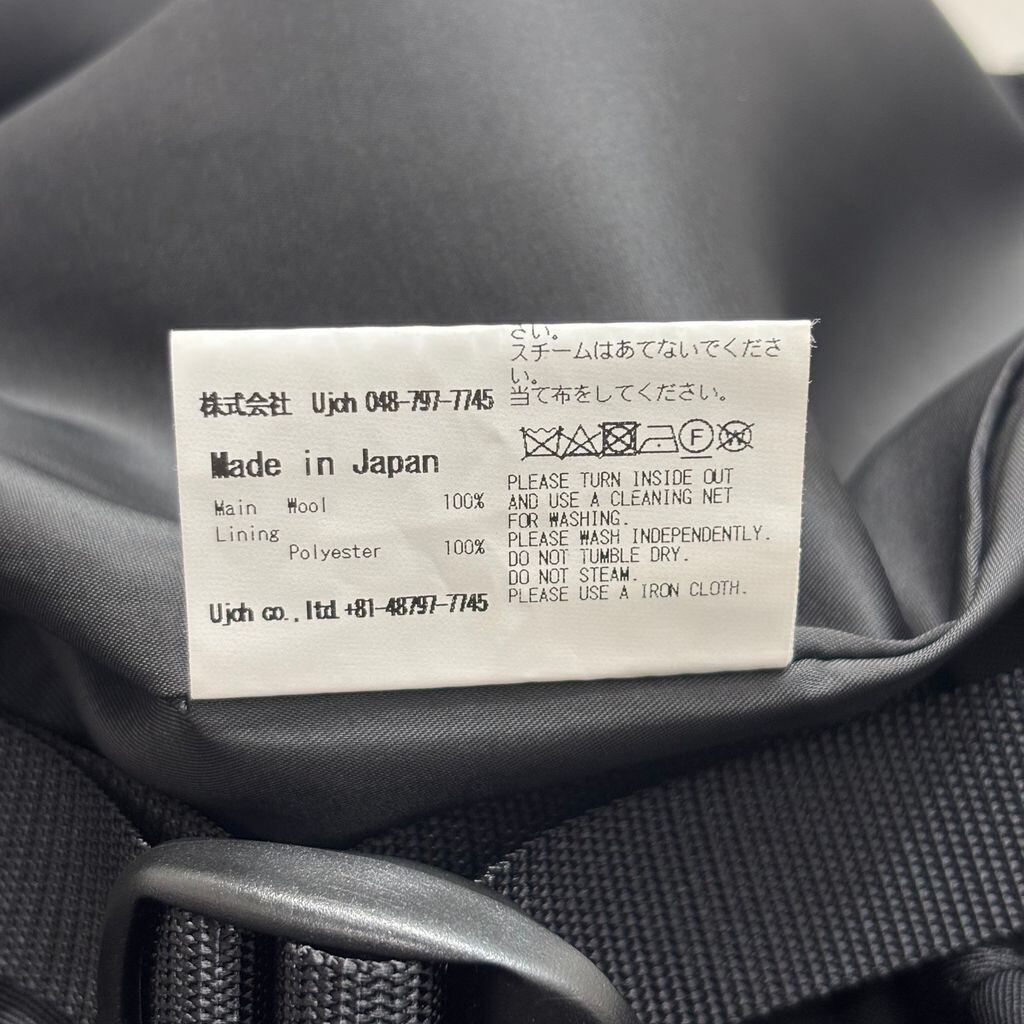 株式会社 Ujoh 048-797-7745
Made in Japan
Main Wool 100%
Lining
Polyester 100%
Ujoh co.,ltd +81-48797-7745
さい。
スチームはあてないでくださ
い。
当て布をしてください。
F W
PLEASE TURN INSIDE OUT
AND USE A CLEANING NET
FOR WASHING.
PLEASE WASH INDEPENDENTLY.
DO NOT TUMBLE DRY.
DO NOT STEAM.
PLEASE USE A IRON CLOTH.